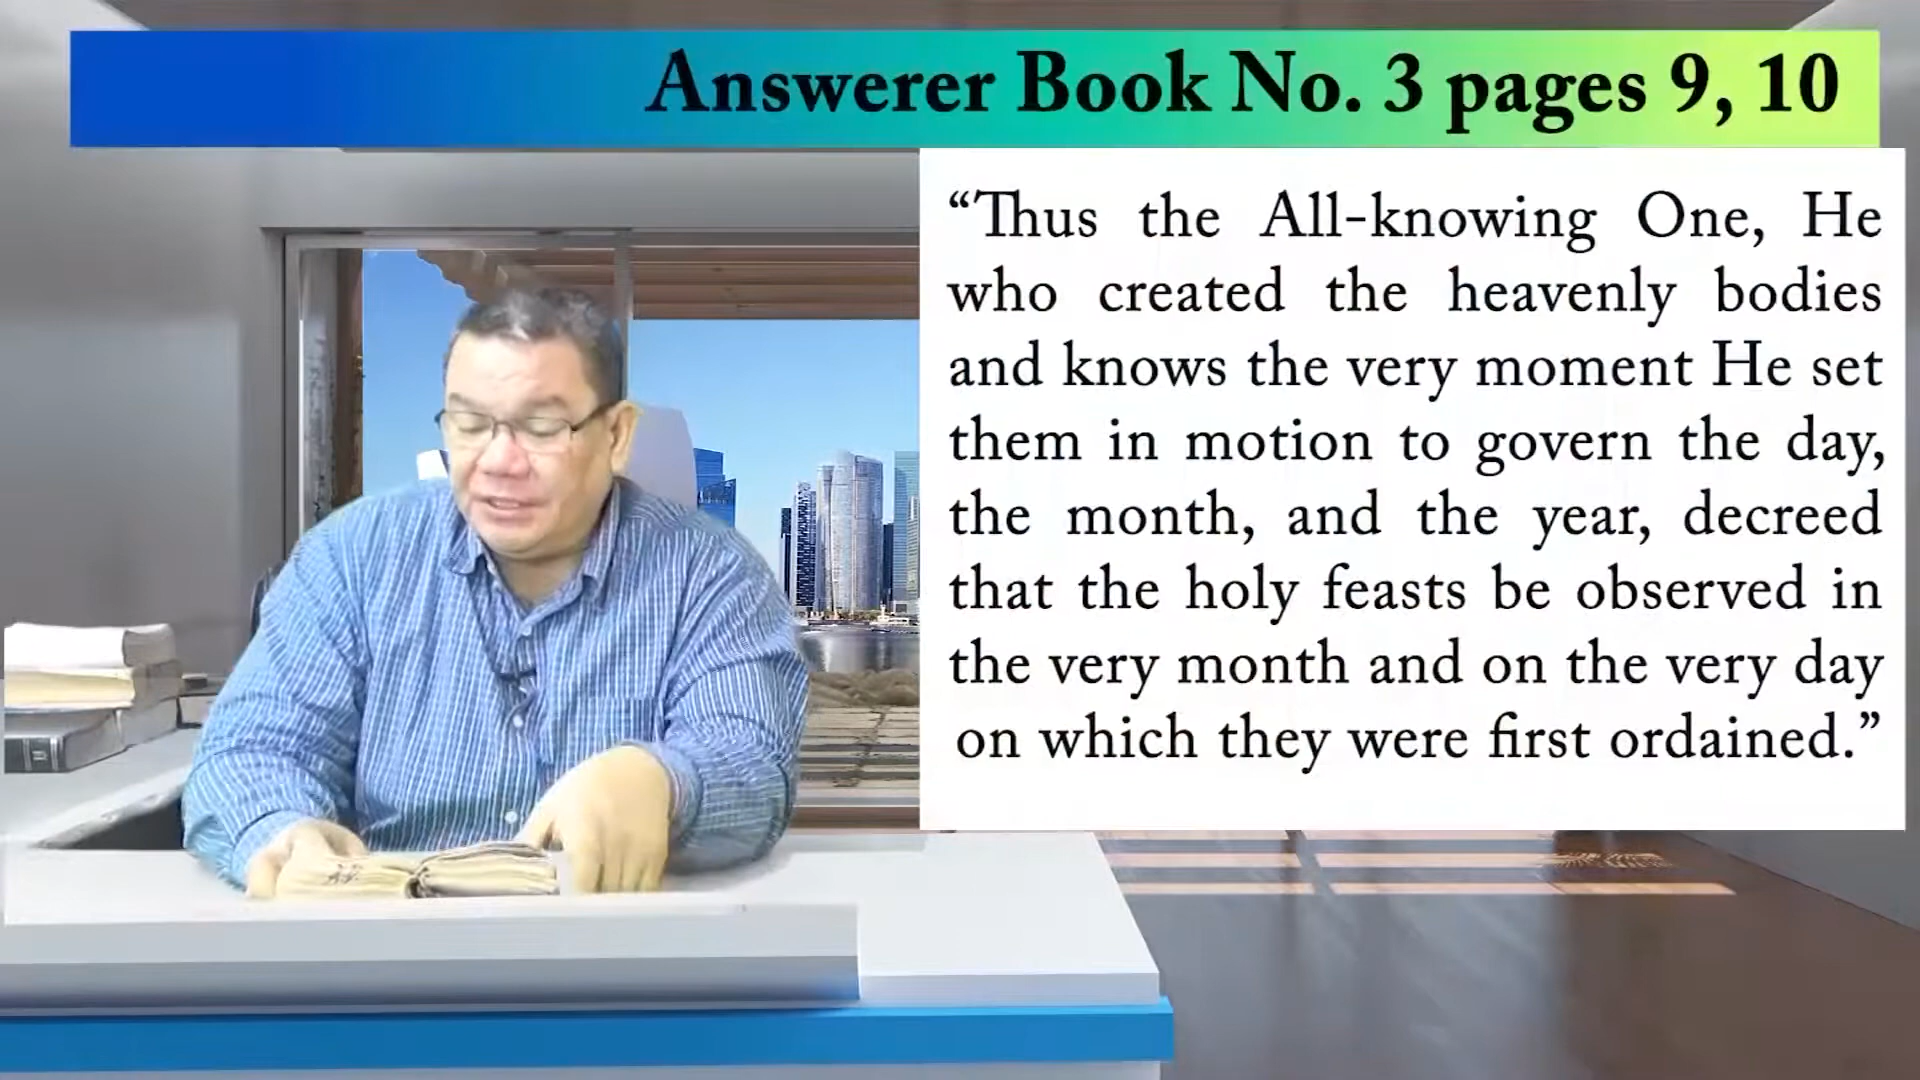 Answerer Book No. 3 pages 9, 10
“Thus the All-knowing One, He
who created the heavenly bodies
and knows the very moment He set
them in motion to govern the day,
the month, and the year, decreed
that the holy feasts be observed in
the very month and on the very day
on which they were first ordained.”